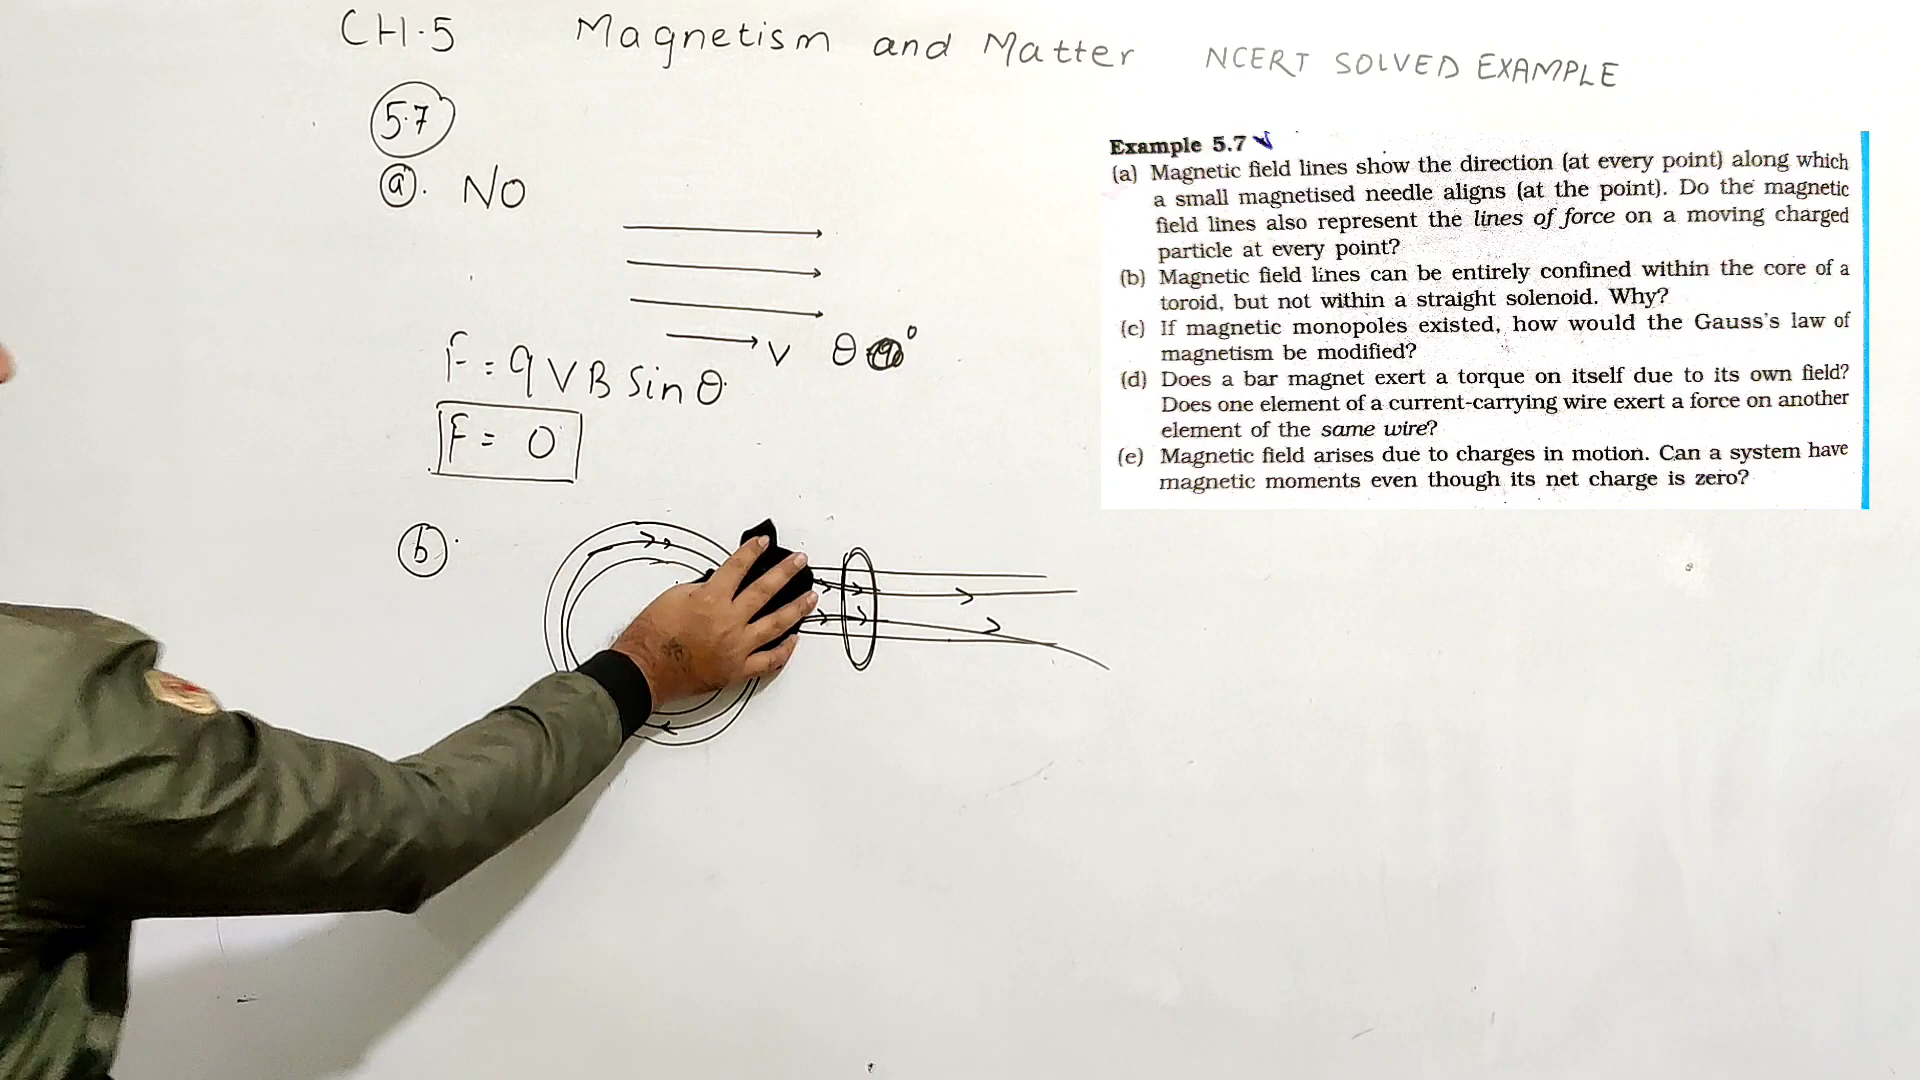 CH.5 Magnetism and Matter NCERT SOLVED EXAMPLE
5.7
(a). NO
V θ 0°
F = qVB Sin θ
F = 0
(b).
Example 5.7
(a) Magnetic field lines show the direction (at every point) along which
a small magnetised needle aligns (at the point). Do the magnetic
field lines also represent the lines of force on a moving charged
particle at every point?
(b) Magnetic field lines can be entirely confined within the core of a
toroid, but not within a straight solenoid. Why?
(c) If magnetic monopoles existed, how would the Gauss's law of
magnetism be modified?
(d) Does a bar magnet exert a torque on itself due to its own field?
Does one element of a current-carrying wire exert a force on another
element of the same wire?
(e) Magnetic field arises due to charges in motion. Can a system have
magnetic moments even though its net charge is zero?